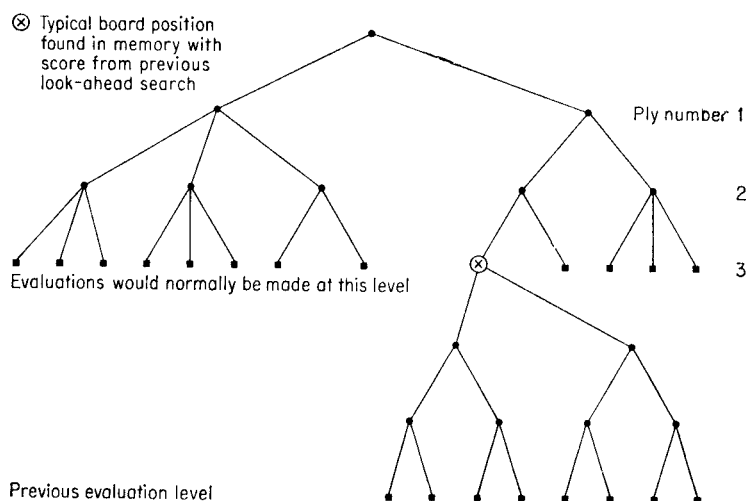 ⊗ Typical board position
found in memory with
score from previous
look-ahead search
Ply number 1
2
3
Evaluations would normally be made at this level
Previous evaluation level